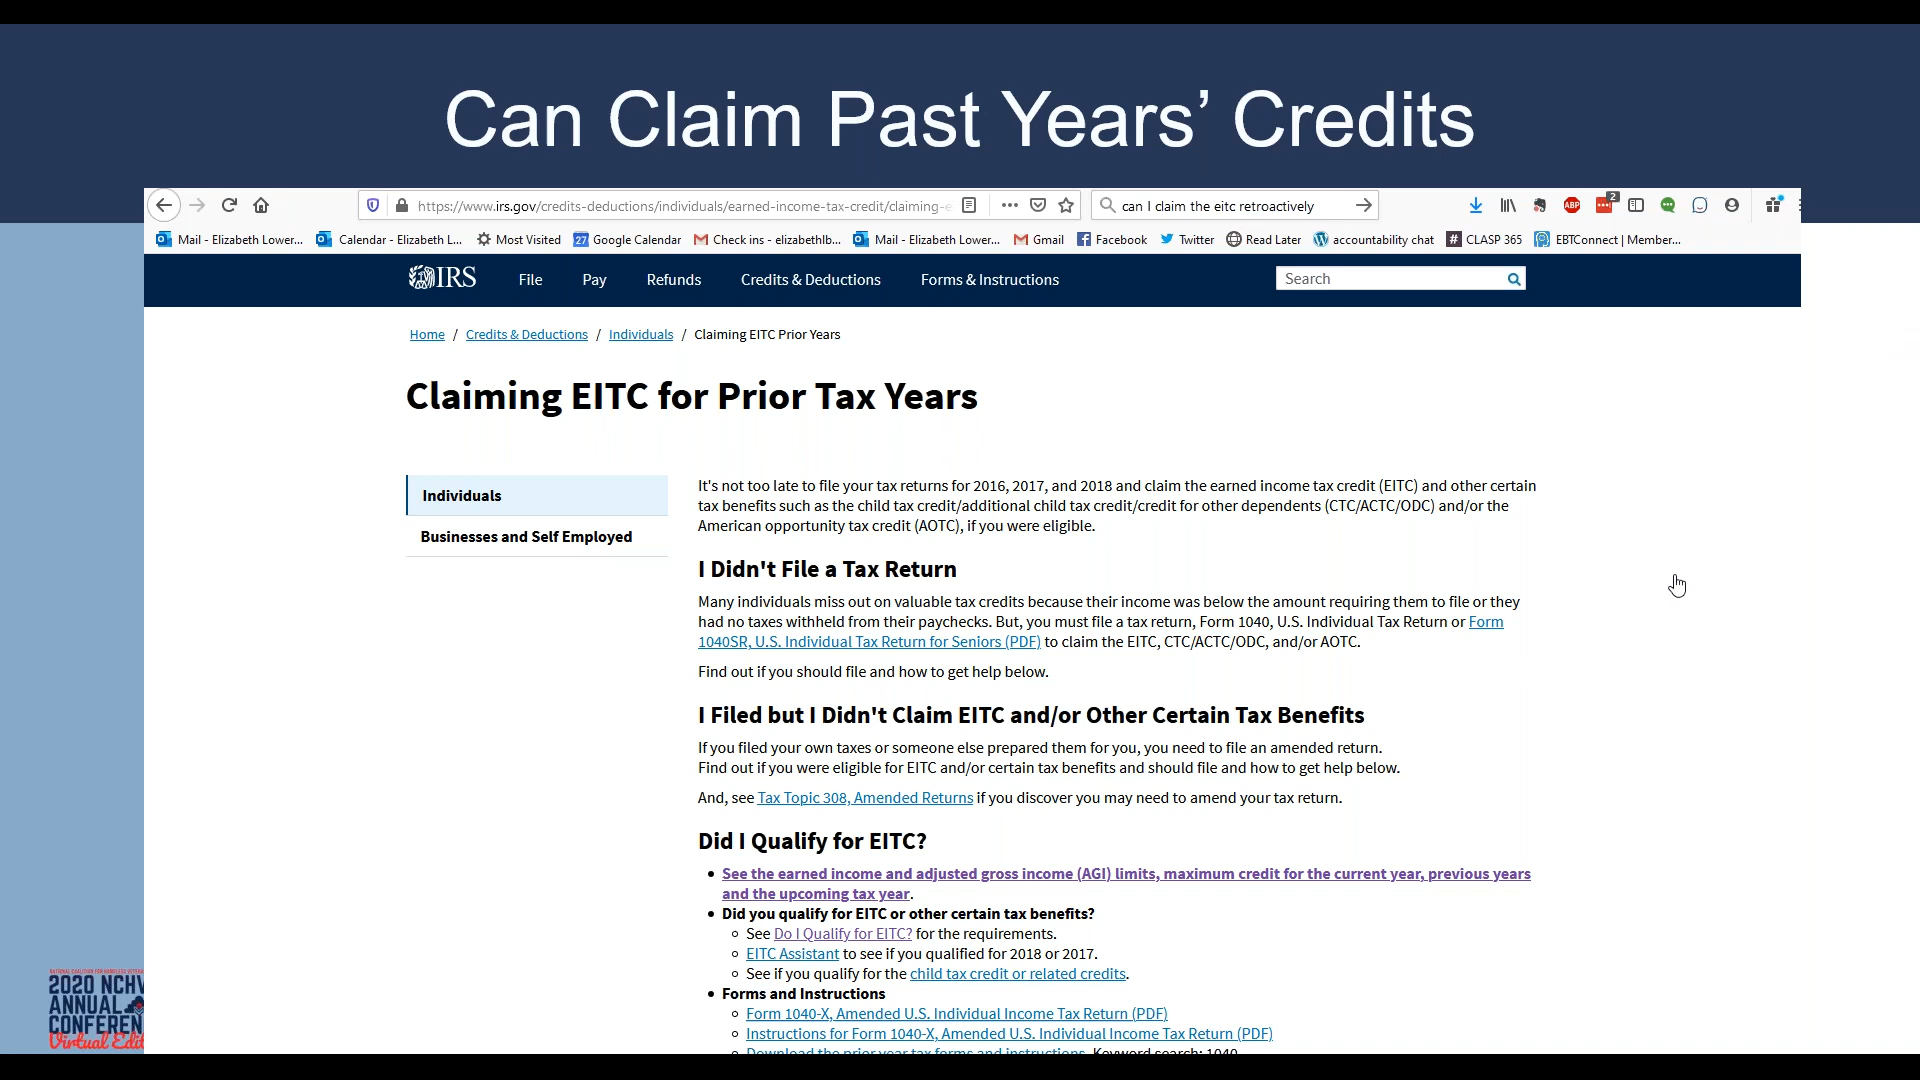 Can Claim Past Years’ Credits
https://www.irs.gov/credits-deductions/individuals/earned-income-tax-credit/claiming-e
can I claim the eitc retroactively
ABP
2
Mail - Elizabeth Lower...
Calendar - Elizabeth L...
Most Visited
27 Google Calendar
Check ins - elizabethlb...
Mail - Elizabeth Lower...
Gmail
Facebook
Twitter
Read Later
accountability chat
# CLASP 365
EBTConnect | Member...
IRS
File
Pay
Refunds
Credits & Deductions
Forms & Instructions
Search
Home / Credits & Deductions / Individuals / Claiming EITC Prior Years
Claiming EITC for Prior Tax Years
Individuals
Businesses and Self Employed
It's not too late to file your tax returns for 2016, 2017, and 2018 and claim the earned income tax credit (EITC) and other certain
tax benefits such as the child tax credit/additional child tax credit/credit for other dependents (CTC/ACTC/ODC) and/or the
American opportunity tax credit (AOTC), if you were eligible.
I Didn't File a Tax Return
Many individuals miss out on valuable tax credits because their income was below the amount requiring them to file or they
had no taxes withheld from their paychecks. But, you must file a tax return, Form 1040, U.S. Individual Tax Return or Form
1040SR, U.S. Individual Tax Return for Seniors (PDF) to claim the EITC, CTC/ACTC/ODC, and/or AOTC.
Find out if you should file and how to get help below.
I Filed but I Didn't Claim EITC and/or Other Certain Tax Benefits
If you filed your own taxes or someone else prepared them for you, you need to file an amended return.
Find out if you were eligible for EITC and/or certain tax benefits and should file and how to get help below.
And, see Tax Topic 308, Amended Returns if you discover you may need to amend your tax return.
Did I Qualify for EITC?
See the earned income and adjusted gross income (AGI) limits, maximum credit for the current year, previous years
and the upcoming tax year.
Did you qualify for EITC or other certain tax benefits?
See Do I Qualify for EITC? for the requirements.
EITC Assistant to see if you qualified for 2018 or 2017.
See if you qualify for the child tax credit or related credits.
Forms and Instructions
Form 1040-X, Amended U.S. Individual Income Tax Return (PDF)
Instructions for Form 1040-X, Amended U.S. Individual Income Tax Return (PDF)
Download the prior year tax forms and instructions. Keyword search: 1040
2020 NCHV
ANNUAL
CONFEREN
Virtual Edit